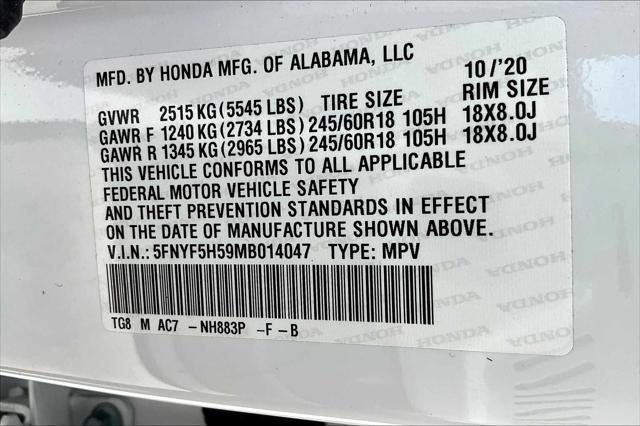 MFD. BY HONDA MFG. OF ALABAMA, LLC 10/'20
GVWR 2515 KG (5545 LBS) TIRE SIZE RIM SIZE
GAWR F 1240 KG (2734 LBS) 245/60R18 105H 18X8.0J
GAWR R 1345 KG (2965 LBS) 245/60R18 105H 18X8.0J
THIS VEHICLE CONFORMS TO ALL APPLICABLE
FEDERAL MOTOR VEHICLE SAFETY
AND THEFT PREVENTION STANDARDS IN EFFECT
ON THE DATE OF MANUFACTURE SHOWN ABOVE.
V.I.N.: 5FNYF5H59MB014047 TYPE: MPV
TG8 M AC7 -NH883P -F-B